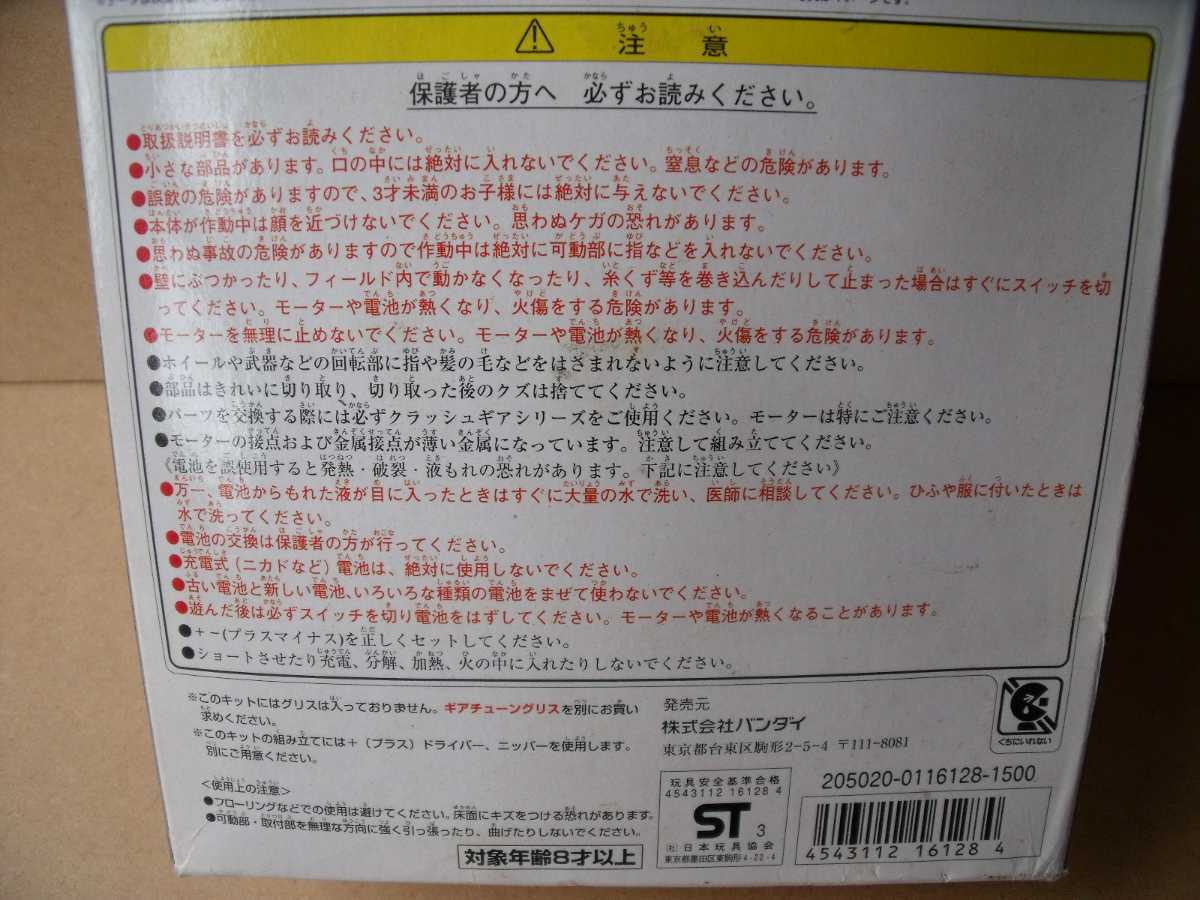 注意
保護者の方へ 必ずお読みください。
●取扱説明書を必ずお読みください。
●小さな部品があります。口の中には絶対に入れないでください。窒息などの危険があります。
●誤飲の危険がありますので、3才未満のお子様には絶対に与えないでください。
●本体が作動中は顔を近づけないでください。思わぬケガの恐れがあります。
●思わぬ事故の危険がありますので作動中は絶対に可動部に指などを入れないでください。
●壁にぶつかったり、フィールド内で動かなくなったり、糸くず等を巻き込んだりして止まった場合はすぐにスイッチを切
ってください。モーターや電池が熱くなり、火傷をする危険があります。
●モーターを無理に止めないでください。モーターや電池が熱くなり、火傷をする危険があります。
●ホイールや武器などの回転部に指や髪の毛などをはさまれないように注意してください。
●部品はきれいに切り取り、切り取った後のクズは捨ててください。
●パーツを交換する際には必ずクラッシュギアシリーズをご使用ください。モーターは特にご注意ください。
●モーターの接点および金属接点が薄い金属になっています。注意して組み立ててください。
《電池を誤使用すると発熱・破裂・液もれの恐れがあります。下記に注意してください》
●万一、電池からもれた液が目に入ったときはすぐに大量の水で洗い、医師に相談してください。ひふや服に付いたときは
水で洗ってください。
●電池の交換は保護者の方が行ってください。
●充電式(ニカドなど)電池は、絶対に使用しないでください。
●古い電池と新しい電池、いろいろな種類の電池をまぜて使わないでください。
●遊んだ後は必ずスイッチを切り電池をはずしてください。モーターや電池が熱くなることがあります。
●+-(プラスマイナス)を正しくセットしてください。
●ショートさせたり充電、分解、加熱、火の中に入れたりしないでください。
※このキットにはグリスは入っておりません。ギアチューングリスを別にお買い
求めください。
※このキットの組み立てには+(プラス)ドライバー、ニッパーを使用します。
別にご用意ください。
<使用上の注意>
●フローリングなどでの使用は避けてください。床面にキズをつける恐れがあります。
●可動部・取付部を無理な方向に強く引っ張ったり、曲げたりしないでください。
対象年齢8才以上
発売元
株式会社バンダイ
東京都台東区駒形2-5-4 〒111-8081
くちにいれない
玩具安全基準合格
4543112 16128 4
ST 3
(社)日本玩具協会
東京都墨田区東駒形4-22-4
205020-0116128-1500
4543112 16128 4